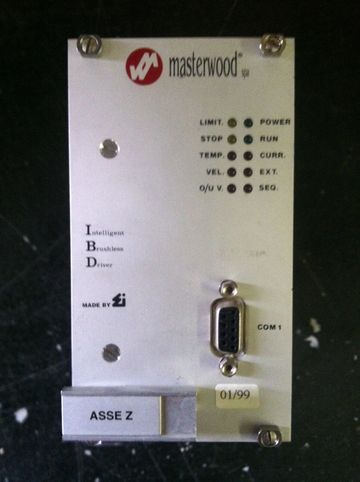 masterwood® spa
LIMIT. POWER
STOP RUN
TEMP. CURR.
VEL. EXT.
O/U V. SEQ.
Intelligent
Brushless
Driver
MADE BY
COM 1
01/99
ASSE Z